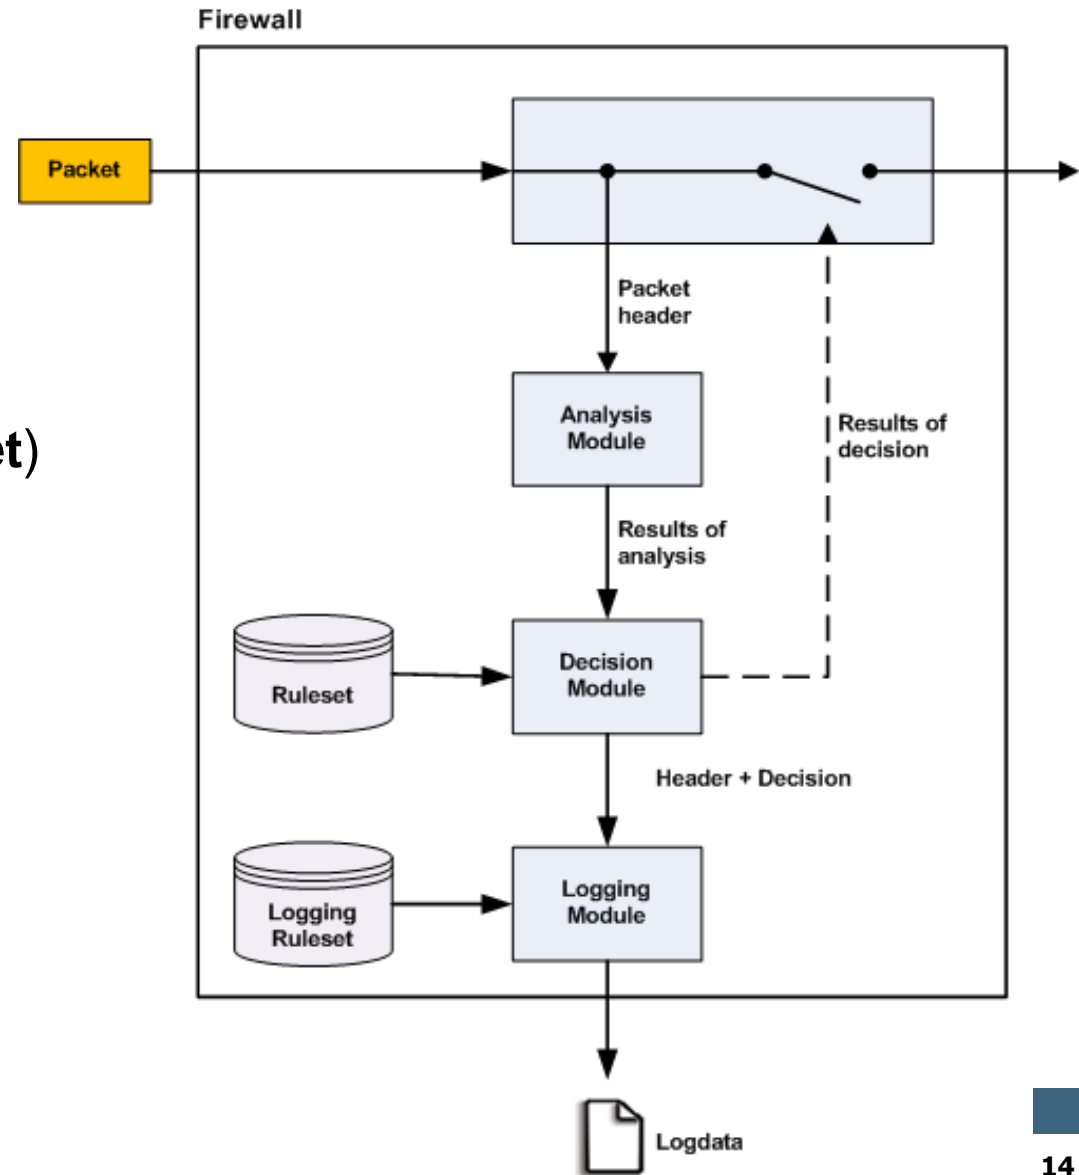 Firewall
Packet
Packet
header
et)
Analysis
Module
Results of
decision
Results of
analysis
Ruleset
Decision
Module
Header + Decision
Logging
Ruleset
Logging
Module
Logdata
14